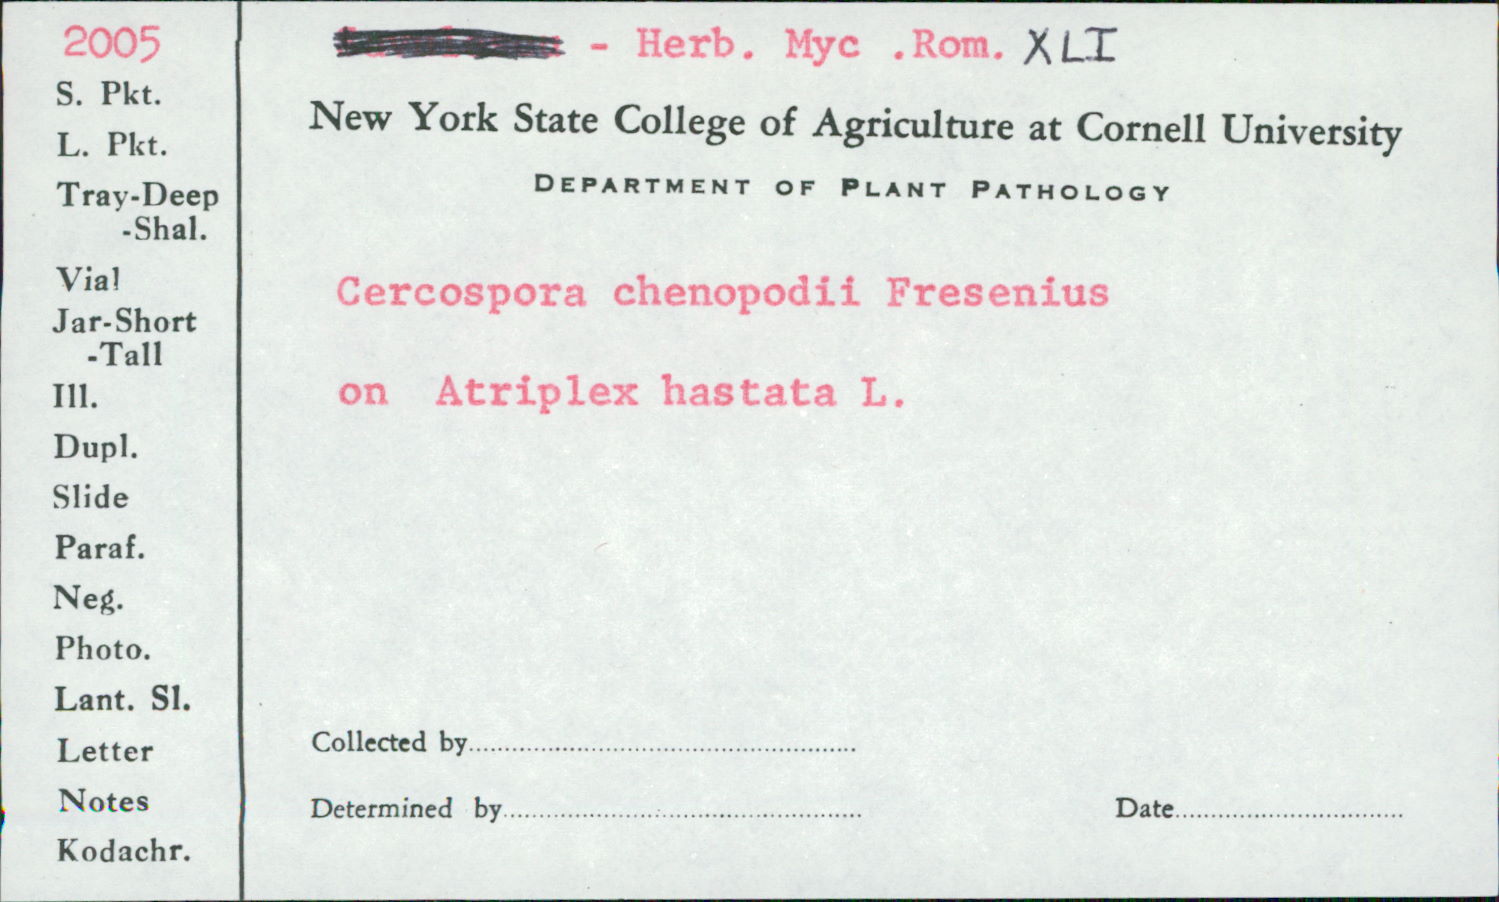 2005
S. Pkt.
L. Pkt.
Tray-Deep
-Shal.
Vial
Jar-Short
-Tall
Ill.
Dupl.
Slide
Paraf.
Neg.
Photo.
Lant. Sl.
Letter
Notes
Kodachr.
- Herb. Myc .Rom. XLI
New York State College of Agriculture at Cornell University
DEPARTMENT OF PLANT PATHOLOGY
Cercospora chenopodii Fresenius
on Atriplex hastata L.
Collected by
Determined by
Date